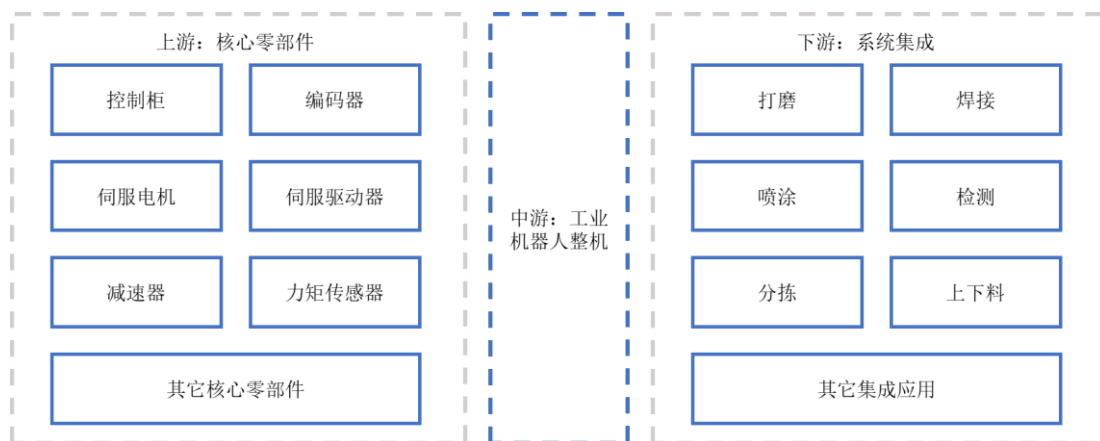 上游：核心零部件
控制柜
编码器
伺服电机
伺服驱动器
减速器
力矩传感器
其它核心零部件
中游：工业
机器人整机
下游：系统集成
打磨
焊接
喷涂
检测
分拣
上下料
其它集成应用